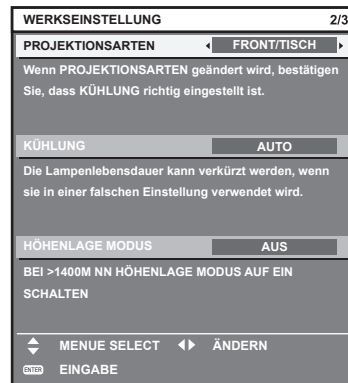 WERKSEINSTELLUNG 2/3
PROJEKTIONSARTEN FRONT/TISCH
Wenn PROJEKTIONSARTEN geändert wird, bestätigen
Sie, dass KÜHLUNG richtig eingestellt ist.
KÜHLUNG AUTO
Die Lampenlebensdauer kann verkürzt werden, wenn
sie in einer falschen Einstellung verwendet wird.
HÖHENLAGE MODUS AUS
BEI >1400M NN HÖHENLAGE MODUS AUF EIN
SCHALTEN
MENUE SELECT ÄNDERN
ENTER EINGABE